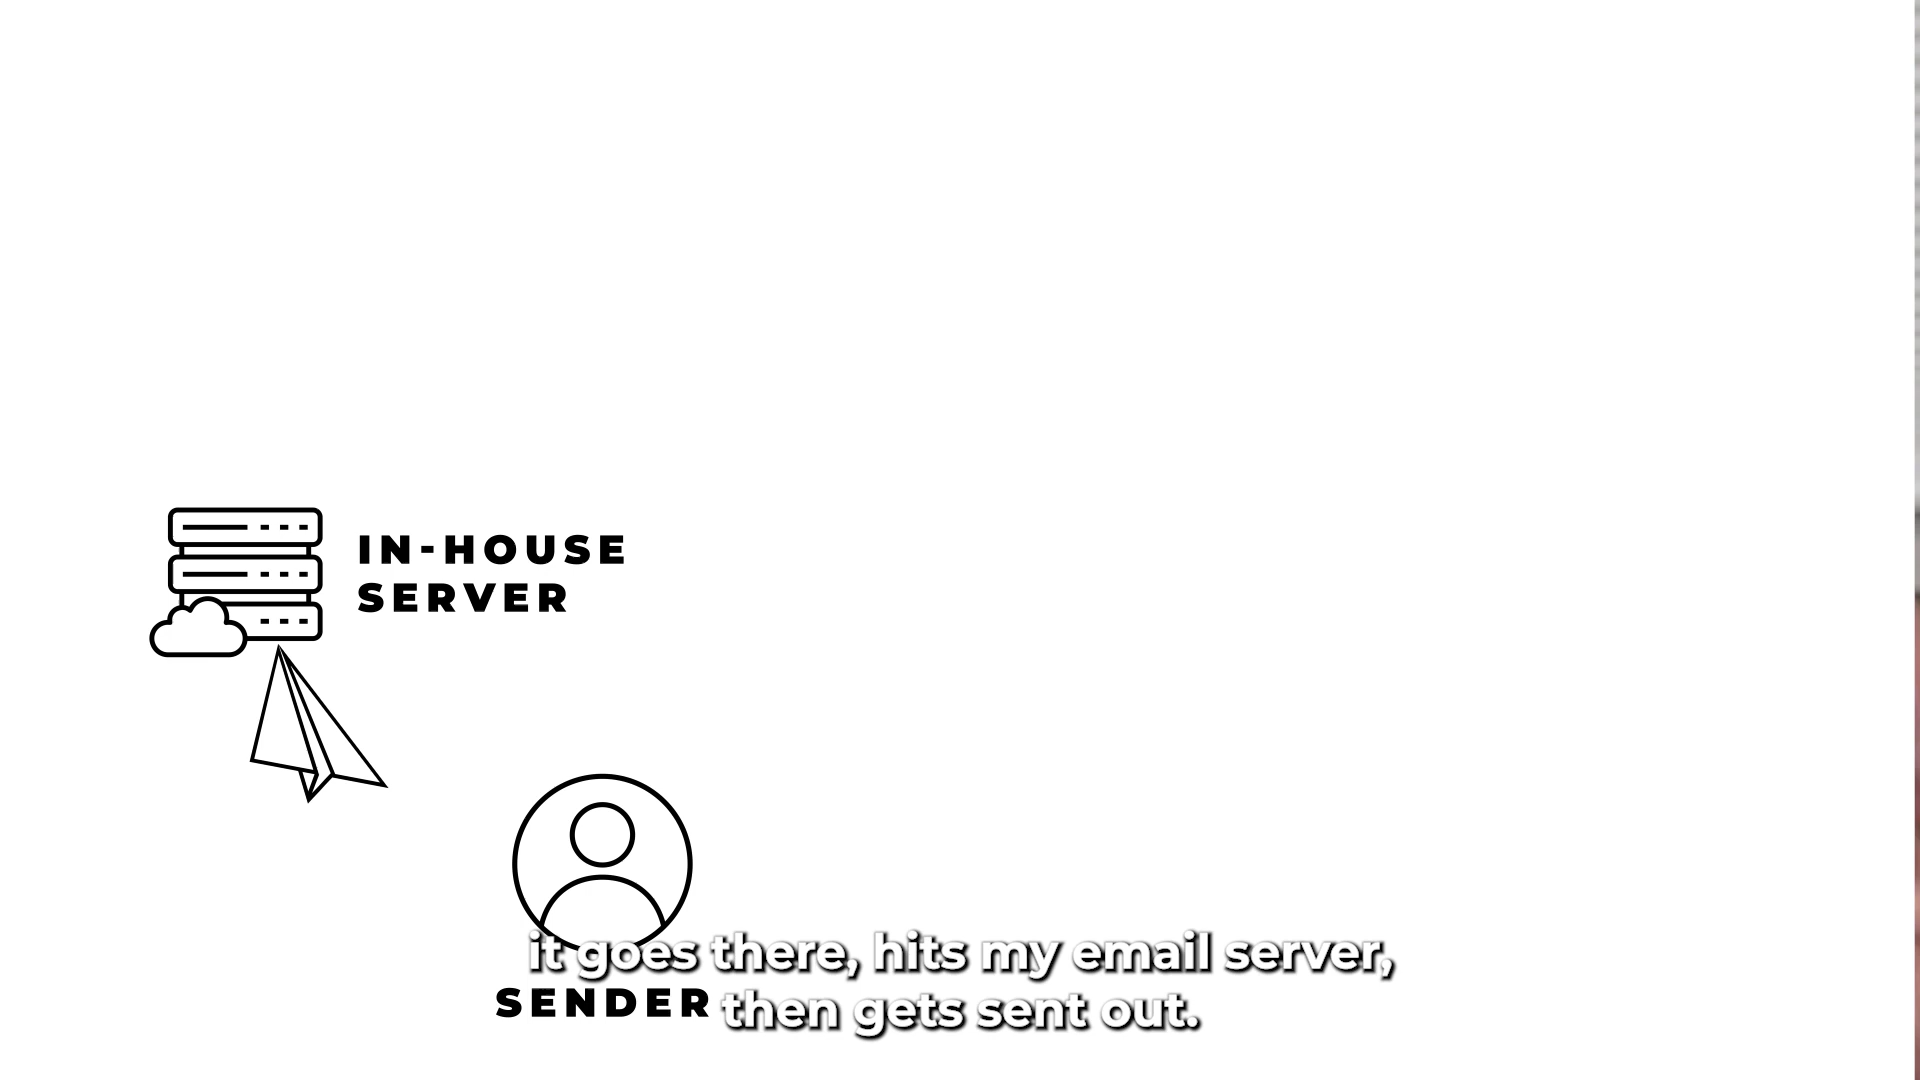 IN-HOUSE
SERVER
it goes there, hits my email server,
SENDER
then gets sent out.